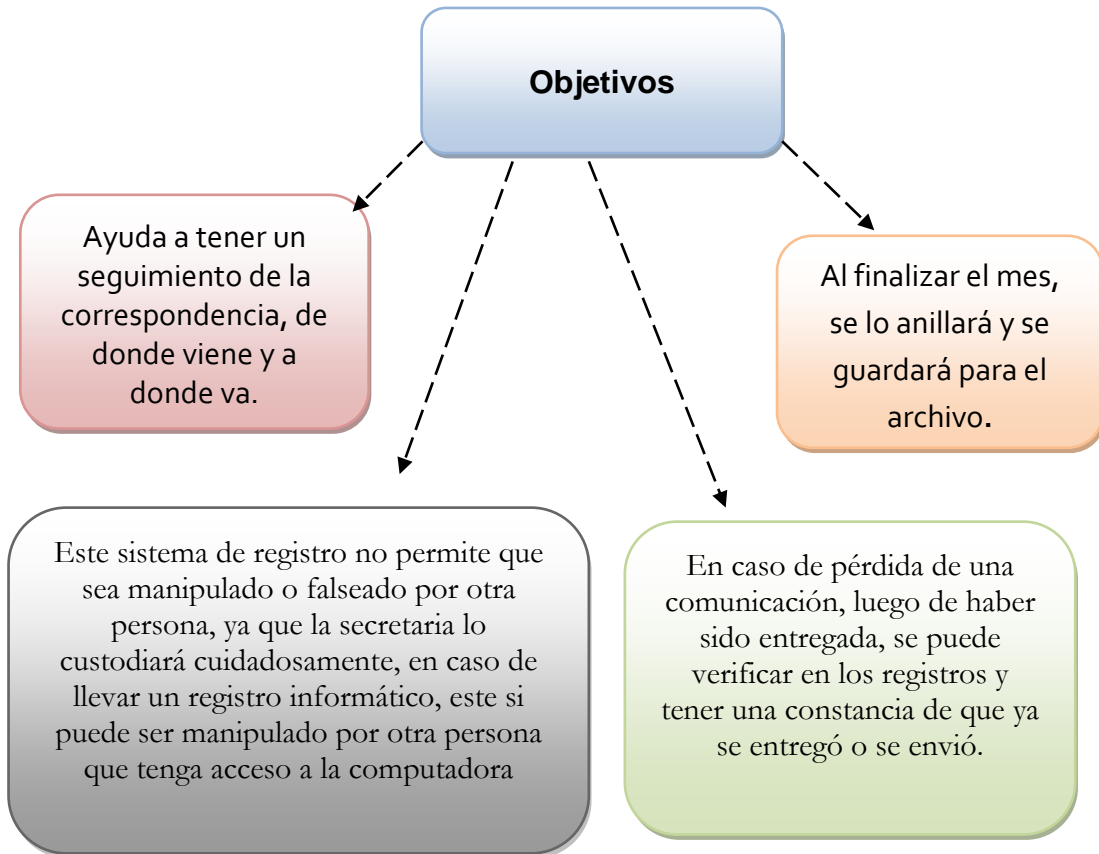 Objetivos
Ayuda a tener un
seguimiento de la
correspondencia, de
donde viene y a
donde va.
Al finalizar el mes,
se lo anillará y se
guardará para el
archivo.
Este sistema de registro no permite que
sea manipulado o falseado por otra
persona, ya que la secretaria lo
custodiará cuidadosamente, en caso de
llevar un registro informático, este si
puede ser manipulado por otra persona
que tenga acceso a la computadora
En caso de pérdida de una
comunicación, luego de haber
sido entregada, se puede
verificar en los registros y
tener una constancia de que ya
se entregó o se envió.